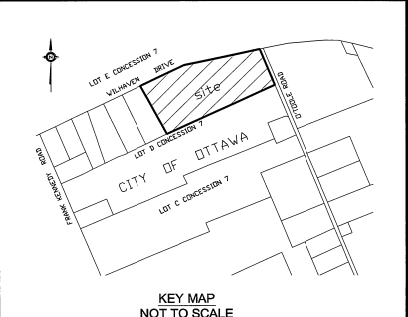 LOT E CONCESSION 7
WILHAVEN DRIVE
site
O'TOOLE ROAD
FRANK KENNEDY ROAD
LOT D CONCESSION 7
CITY OF OTTAWA
LOT C CONCESSION 7
KEY MAP
NOT TO SCALE